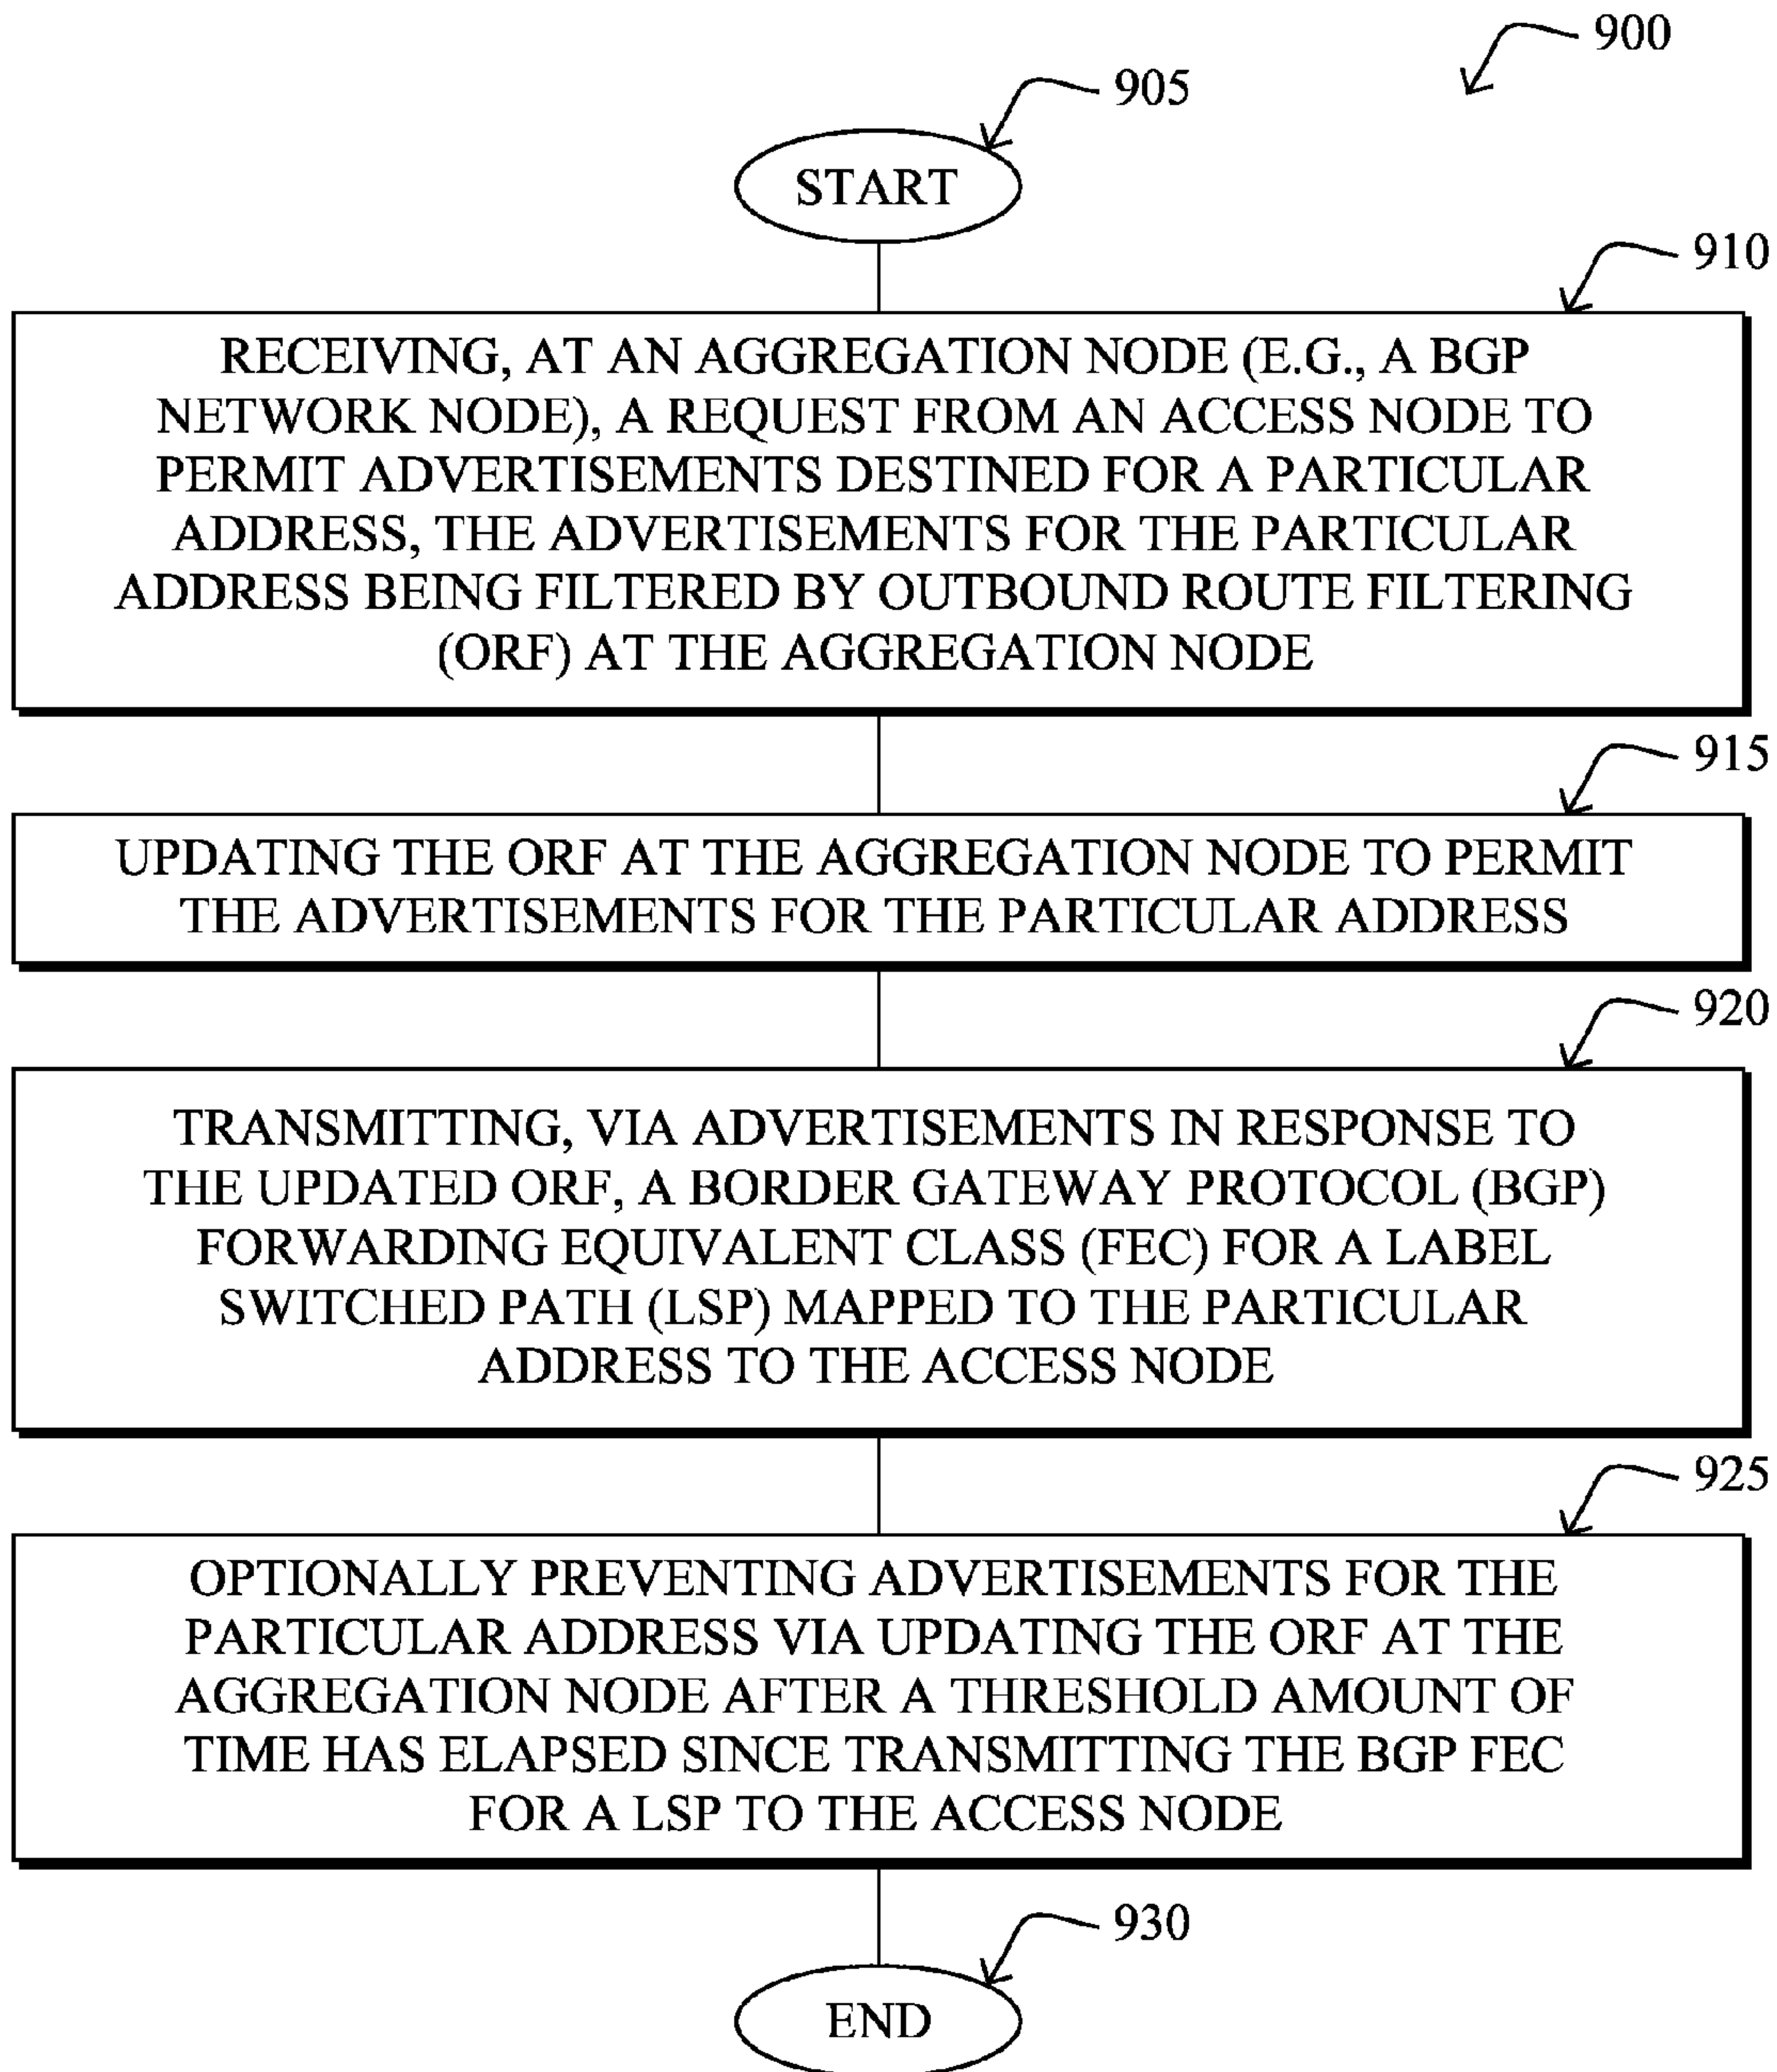 900
905
START
910
RECEIVING, AT AN AGGREGATION NODE (E.G., A BGP
NETWORK NODE), A REQUEST FROM AN ACCESS NODE TO
PERMIT ADVERTISEMENTS DESTINED FOR A PARTICULAR
ADDRESS, THE ADVERTISEMENTS FOR THE PARTICULAR
ADDRESS BEING FILTERED BY OUTBOUND ROUTE FILTERING
(ORF) AT THE AGGREGATION NODE
915
UPDATING THE ORF AT THE AGGREGATION NODE TO PERMIT
THE ADVERTISEMENTS FOR THE PARTICULAR ADDRESS
920
TRANSMITTING, VIA ADVERTISEMENTS IN RESPONSE TO
THE UPDATED ORF, A BORDER GATEWAY PROTOCOL (BGP)
FORWARDING EQUIVALENT CLASS (FEC) FOR A LABEL
SWITCHED PATH (LSP) MAPPED TO THE PARTICULAR
ADDRESS TO THE ACCESS NODE
925
OPTIONALLY PREVENTING ADVERTISEMENTS FOR THE
PARTICULAR ADDRESS VIA UPDATING THE ORF AT THE
AGGREGATION NODE AFTER A THRESHOLD AMOUNT OF
TIME HAS ELAPSED SINCE TRANSMITTING THE BGP FEC
FOR A LSP TO THE ACCESS NODE
930
END